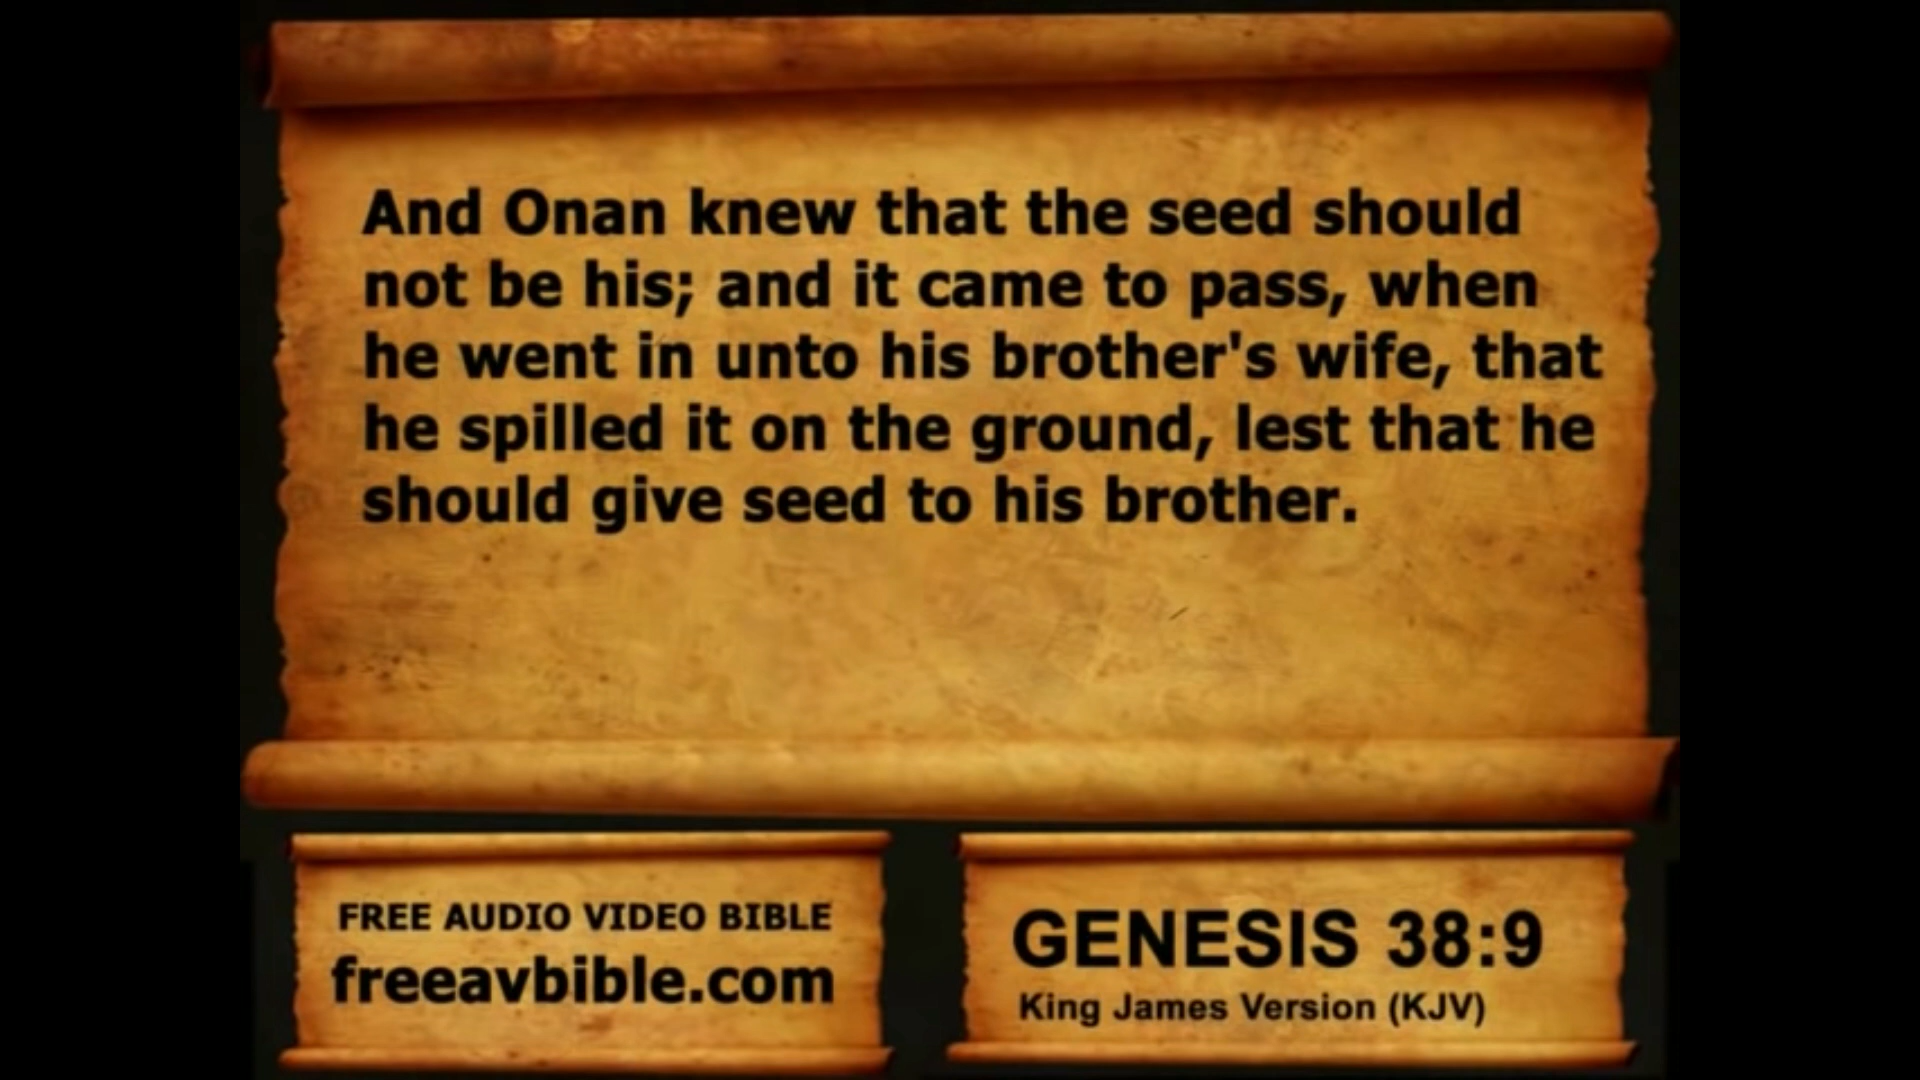 And Onan knew that the seed should
not be his; and it came to pass, when
he went in unto his brother's wife, that
he spilled it on the ground, lest that he
should give seed to his brother.
FREE AUDIO VIDEO BIBLE
freeavbible.com
GENESIS 38:9
King James Version (KJV)